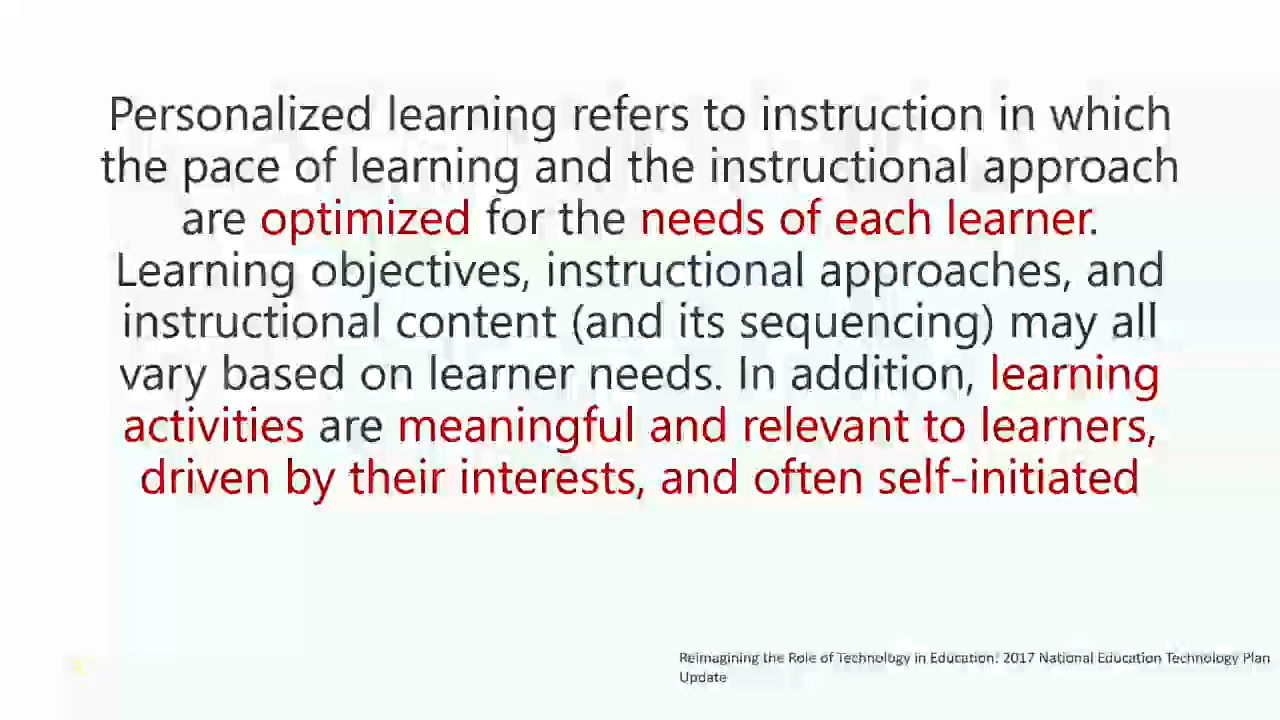 Personalized learning refers to instruction in which
the pace of learning and the instructional approach
are optimized for the needs of each learner.
Learning objectives, instructional approaches, and
instructional content (and its sequencing) may all
vary based on learner needs. In addition, learning
activities are meaningful and relevant to learners,
driven by their interests, and often self-initiated
Reimagining the Role of Technology in Education: 2017 National Education Technology Plan
Update